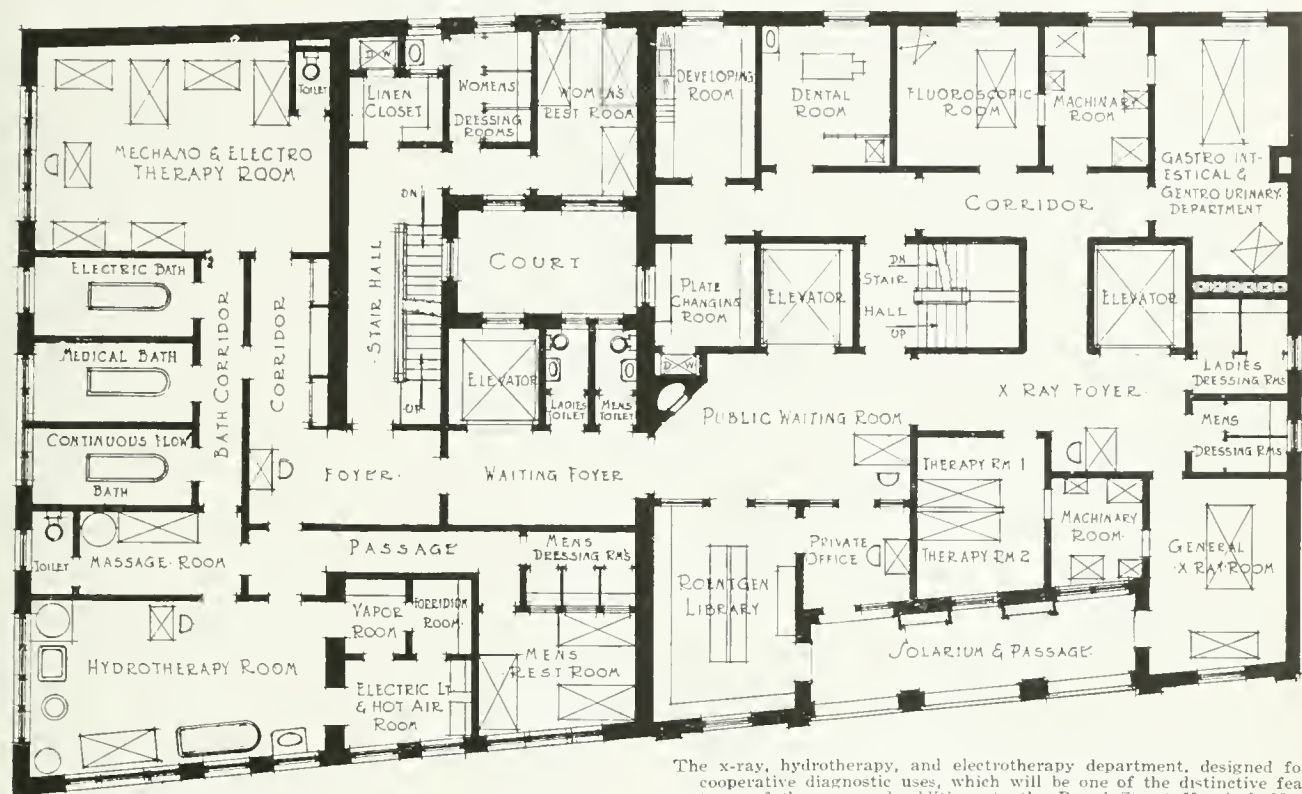 TOILET
D W
LINEN
CLOSET
WOMENS
DRESSING
ROOMS
WOMENS
REST ROOM
DEVELOPING
ROOM
DENTAL
ROOM
FLUOROSCOPIC
ROOM
MACHINARY
ROOM
MECHANO & ELECTRO
THERAPY ROOM
GASTRO INT-
ESTICAL &
GENTRO URINARY
DEPARTMENT
CORRIDOR
DN
STAIR HALL
UP
COURT
PLATE
CHANGING
ROOM
D W
ELEVATOR
DN
STAIR
HALL
UP
ELEVATOR
ELECTRIC BATH
MEDICAL BATH
CONTINUOUS FLOW
BATH
BATH CORRIDOR
CORRIDOR
ELEVATOR
LADIES
TOILET
MENS
TOILET
LADIES
DRESSING RMS
X RAY FOYER
PUBLIC WAITING ROOM
MENS
DRESSING RMS
FOYER
WAITING FOYER
THERAPY RM 1
THERAPY RM 2
MACHINARY
ROOM
GENERAL
X RAY ROOM
TOILET
MASSAGE ROOM
PASSAGE
MENS
DRESSING RM'S
PRIVATE
OFFICE
ROENTGEN
LIBRARY
VAPOR
ROOM
ROOM
HYDROTHERAPY ROOM
ELECTRIC LT
& HOT AIR
ROOM
MENS
REST ROOM
SOLARIUM & PASSAGE
The x-ray, hydrotherapy, and electrotherapy department, designed fo
cooperative diagnostic uses, which will be one of the distinctive fea